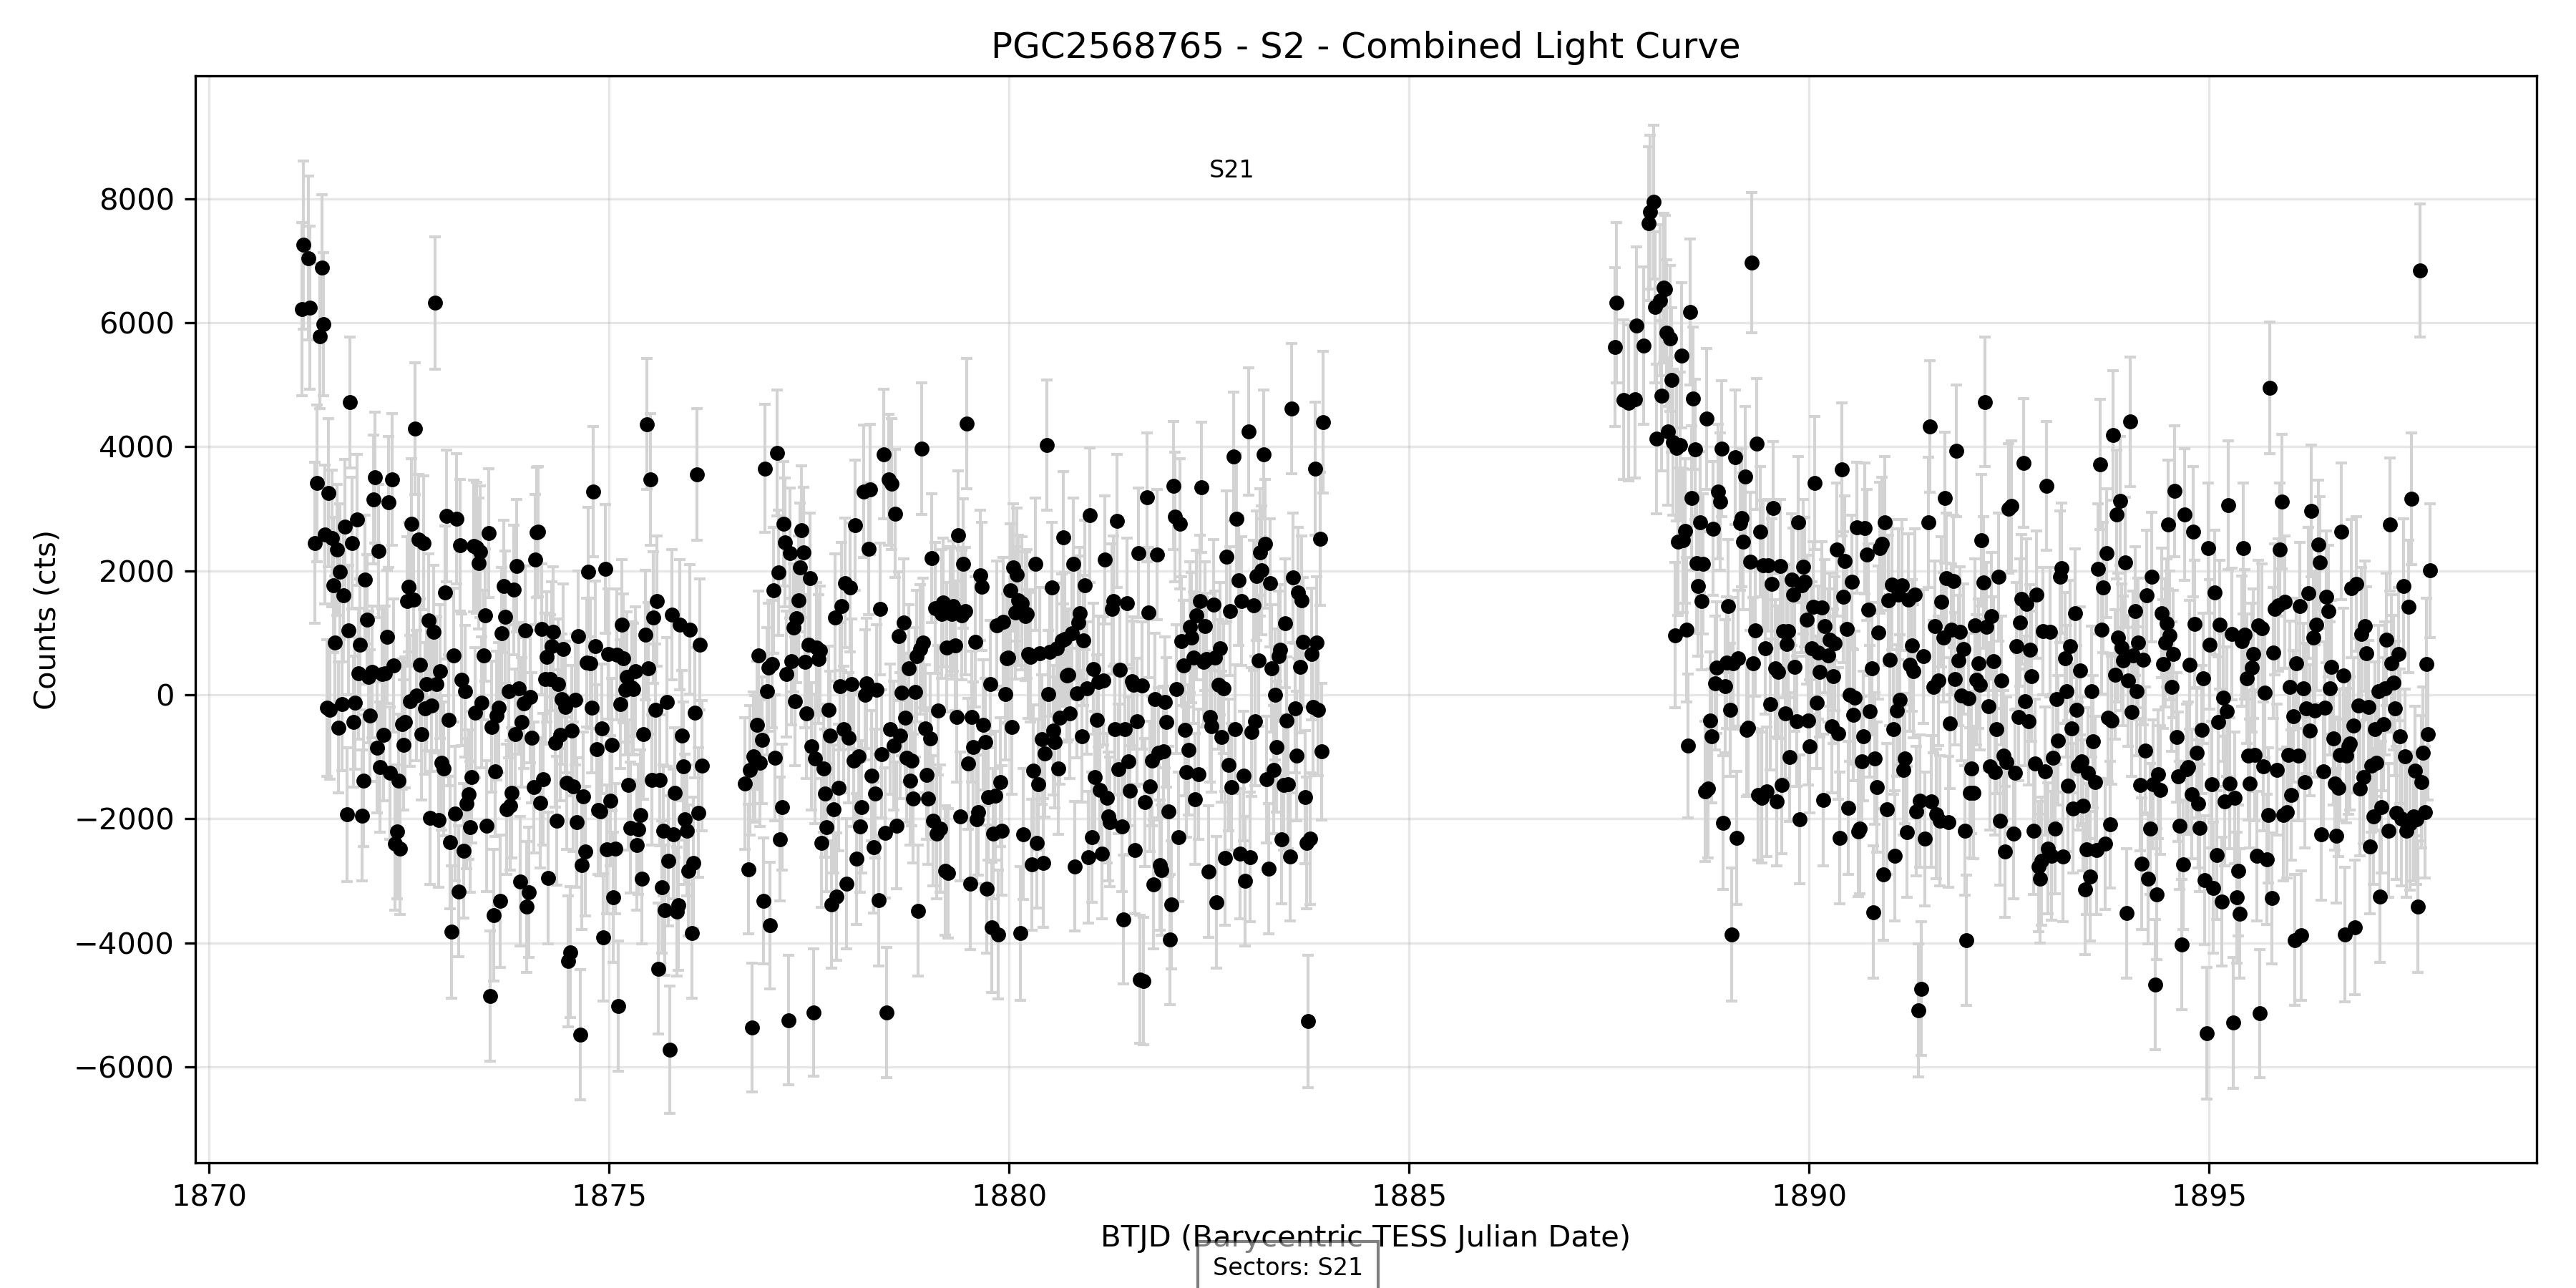 PGC2568765 - S2 - Combined Light Curve
S21
8000
6000
4000
2000
0
−2000
−4000
−6000
Counts (cts)
1870 1875 1880 1885 1890 1895
BTJD (Barycentric TESS Julian Date)
Sectors: S21